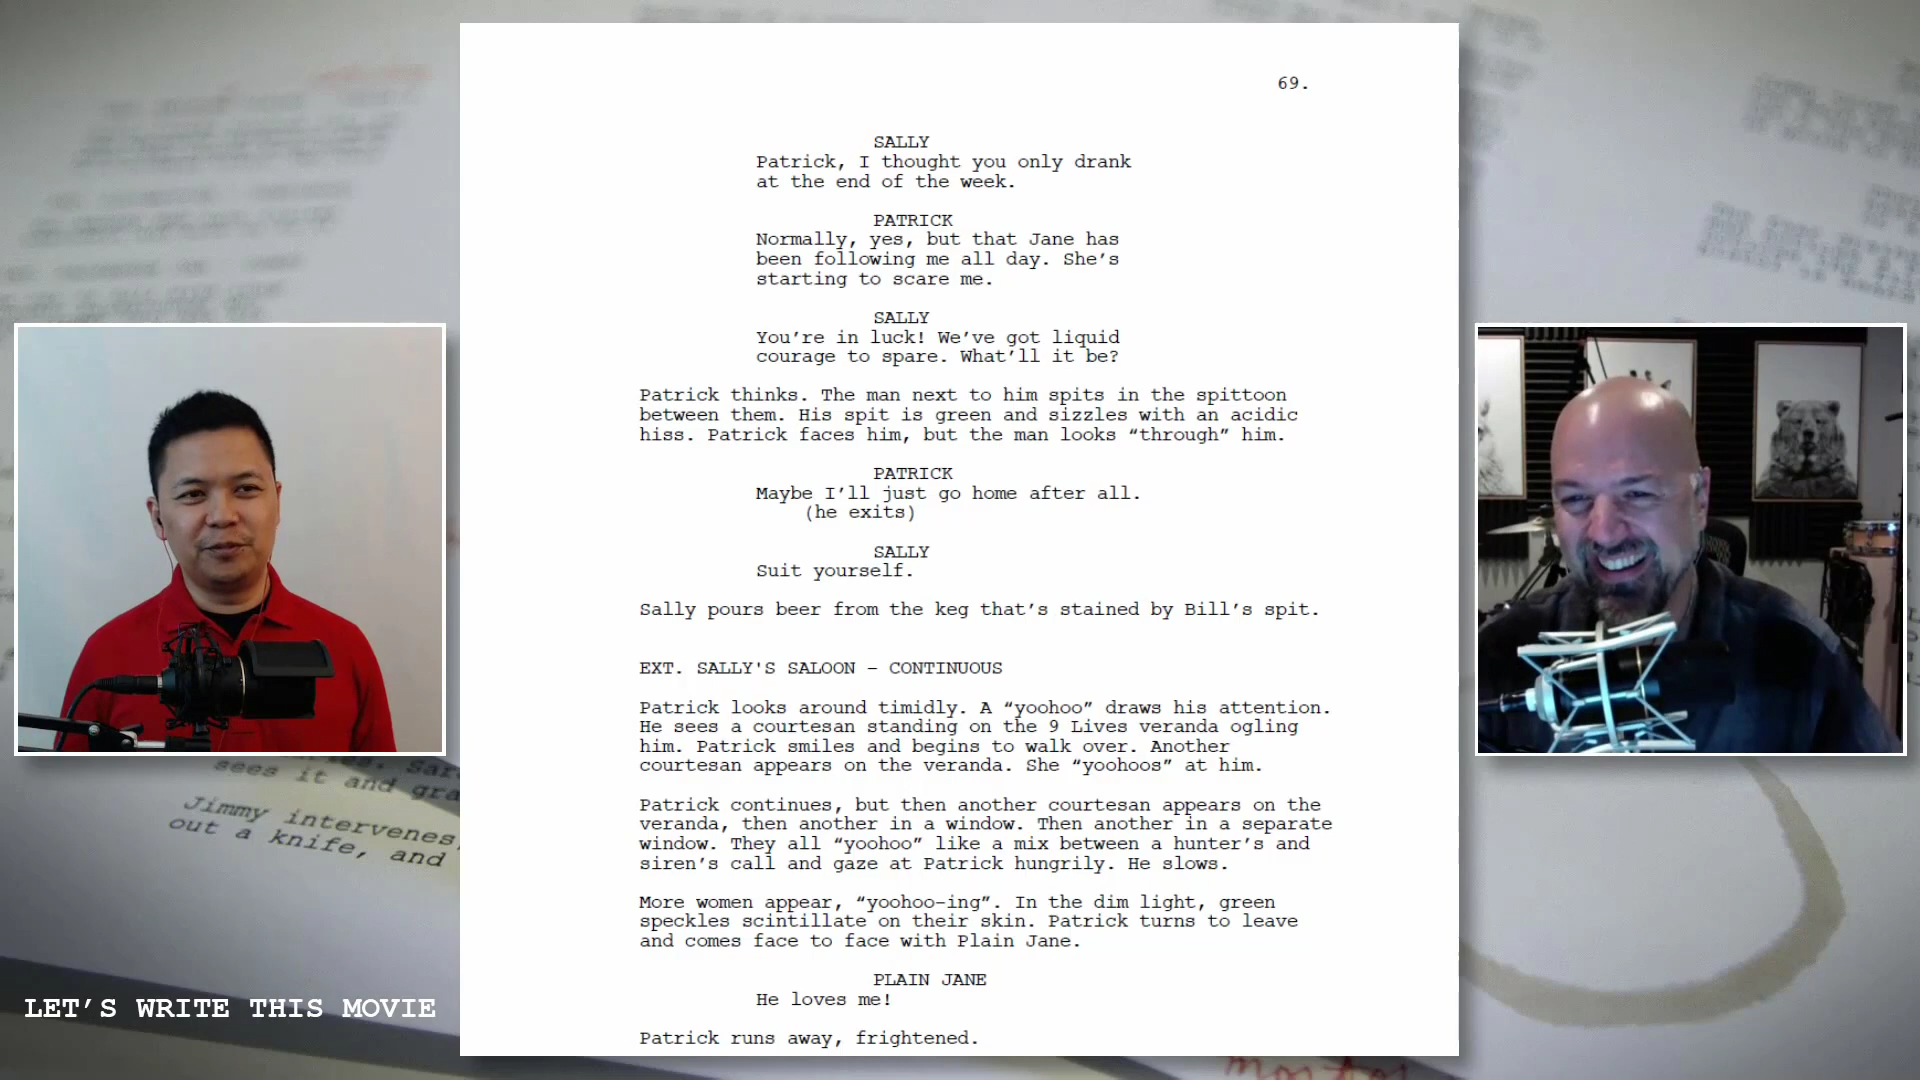 69.
SALLY
Patrick, I thought you only drank
at the end of the week.
PATRICK
Normally, yes, but that Jane has
been following me all day. She's
starting to scare me.
SALLY
You're in luck! We've got liquid
courage to spare. What'll it be?
Patrick thinks. The man next to him spits in the spittoon
between them. His spit is green and sizzles with an acidic
hiss. Patrick faces him, but the man looks “through” him.
PATRICK
Maybe I'll just go home after all.
(he exits)
SALLY
Suit yourself.
Sally pours beer from the keg that's stained by Bill's spit.
EXT. SALLY'S SALOON - CONTINUOUS
Patrick looks around timidly. A “yoohoo” draws his attention.
He sees a courtesan standing on the 9 Lives veranda ogling
him. Patrick smiles and begins to walk over. Another
courtesan appears on the veranda. She “yoohoos” at him.
Patrick continues, but then another courtesan appears on the
veranda, then another in a window. Then another in a separate
window. They all “yoohoo” like a mix between a hunter's and
siren's call and gaze at Patrick hungrily. He slows.
More women appear, “yoohoo-ing”. In the dim light, green
speckles scintillate on their skin. Patrick turns to leave
and comes face to face with Plain Jane.
PLAIN JANE
He loves me!
Patrick runs away, frightened.
sees it and
Jimmy intervenes
out a knife, and
LET'S WRITE THIS MOVIE